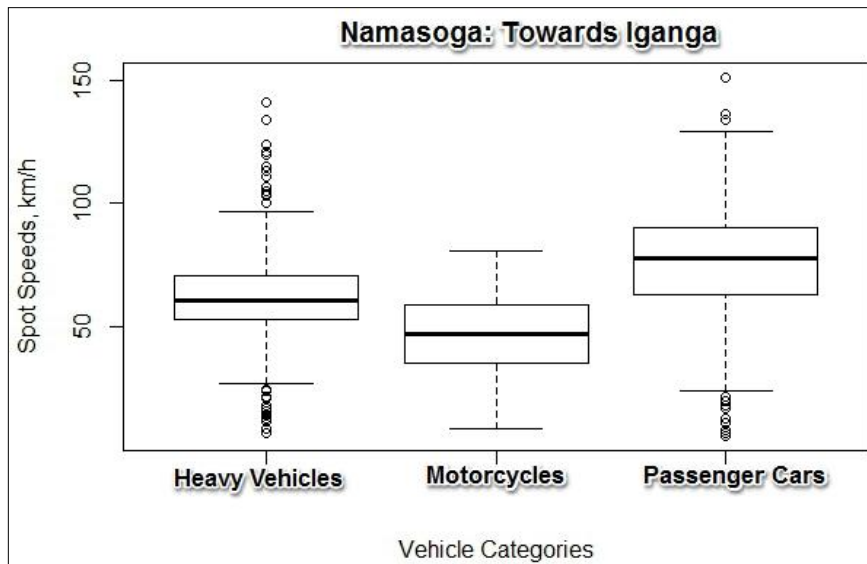 Namasoga: Towards Iganga
150
100
50
Spot Speeds, km/h
Heavy Vehicles Motorcycles Passenger Cars
Vehicle Categories